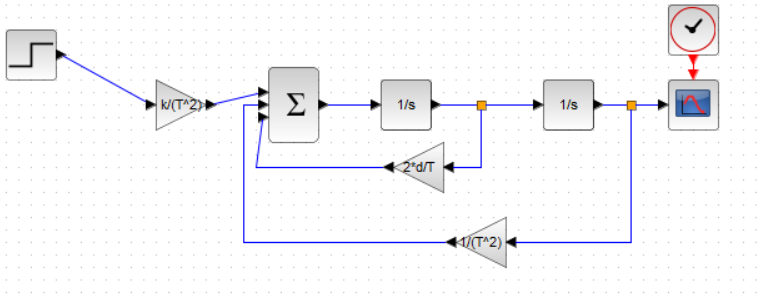 k/(T^2)
Σ
1/s
1/s
2*d/T
1/(T^2)